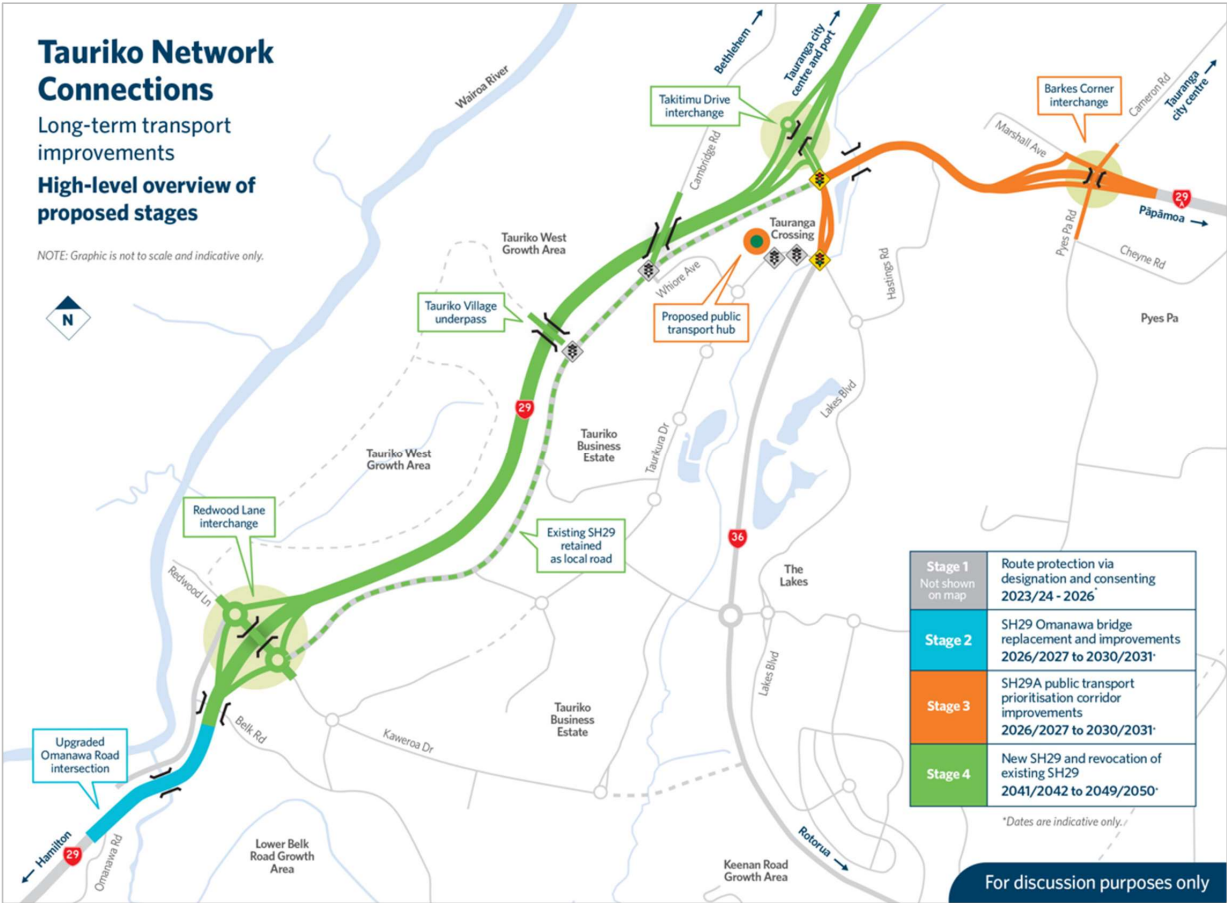 Tauriko Network
Connections
Long-term transport
improvements
High-level overview of
proposed stages
NOTE: Graphic is not to scale and indicative only.
N
Wairoa River
Bethlehem
Tauranga city
centre and port
Takitimu Drive
interchange
Cambridge Rd
Barkes Corner
interchange
Cameron Rd
Tauranga
city centre
Marshall Ave
29
A
Pāpāmoa
Pyes Pa Rd
Cheyne Rd
Pyes Pa
Tauriko West
Growth Area
Tauranga
Crossing
Hastings Rd
Whiore Ave
Tauriko Village
underpass
Proposed public
transport hub
29
Lakes Blvd
Tauriko West
Growth Area
Tauriko
Business
Estate
Taurikura Dr
Redwood Lane
interchange
Existing SH29
retained
as local road
36
Redwood Ln
The
Lakes
Lakes Blvd
Belk Rd
Kaweroa Dr
Tauriko
Business
Estate
Upgraded
Omanawa Road
intersection
Hamilton
29
Omanawa Rd
Lower Belk
Road Growth
Area
Rotorua
Keenan Road
Growth Area
Stage 1
Not shown
on map
Route protection via
designation and consenting
2023/24 - 2026*
Stage 2
SH29 Omanawa bridge
replacement and improvements
2026/2027 to 2030/2031*
Stage 3
SH29A public transport
prioritisation corridor
improvements
2026/2027 to 2030/2031*
Stage 4
New SH29 and revocation of
existing SH29
2041/2042 to 2049/2050*
*Dates are indicative only.
For discussion purposes only